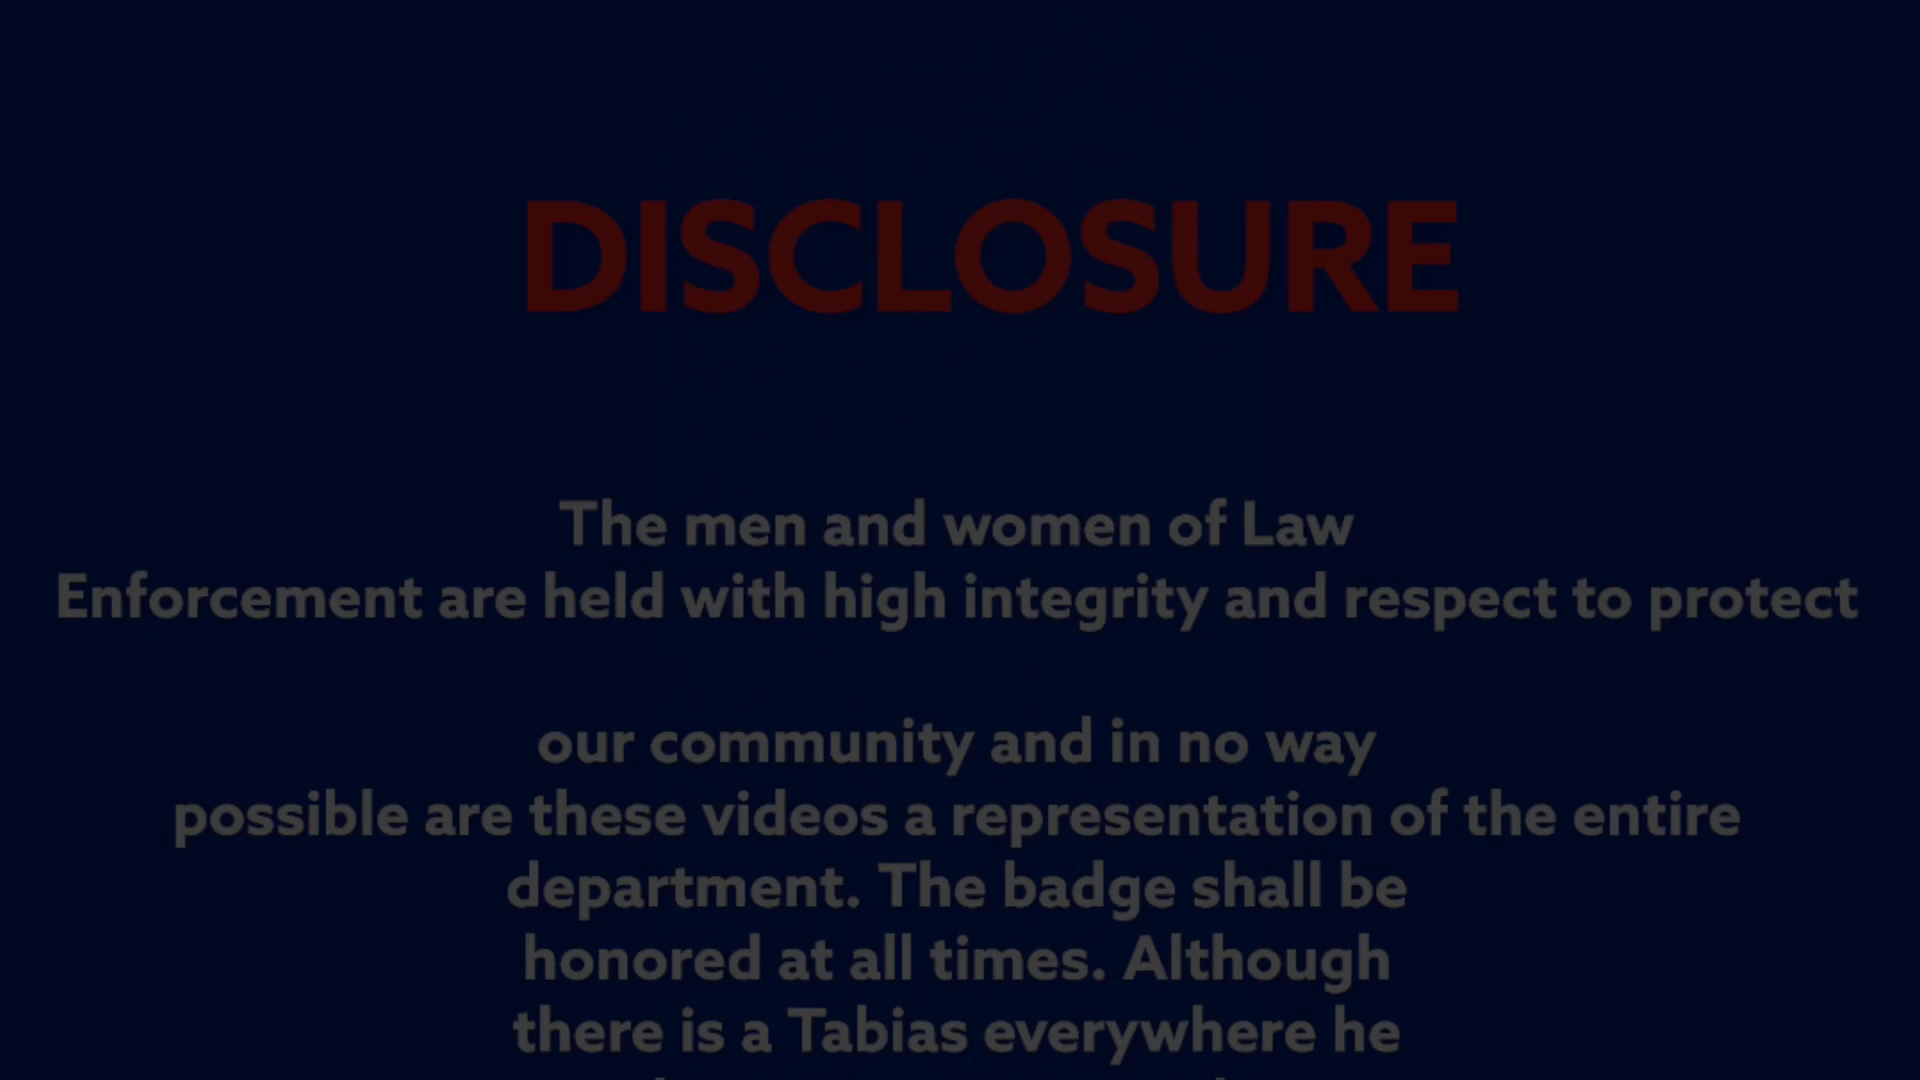 DISCLOSURE
The men and women of Law
Enforcement are held with high integrity and respect to protect
our community and in no way
possible are these videos a representation of the entire
department. The badge shall be
honored at all times. Although
there is a Tabias everywhere he